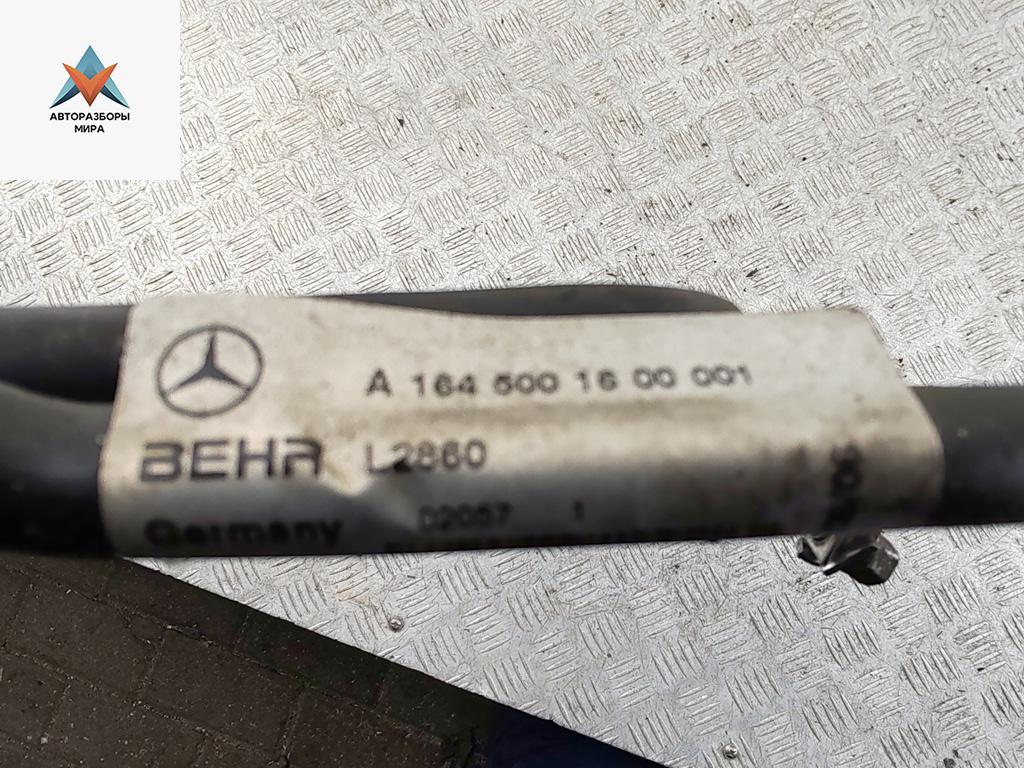 АВТОРАЗБОРЫ
МИРА
A 164 500 16 00 001
BEHR L2860
Germany 02057 1